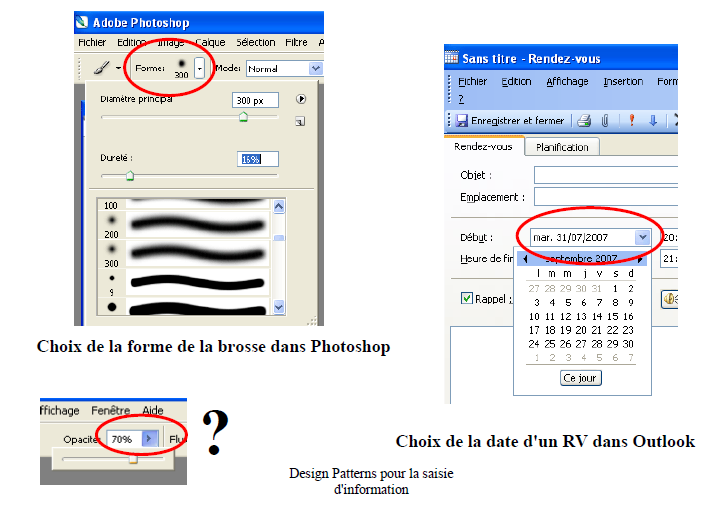 Adobe Photoshop
Fichier Edition Image Calque Sélection Filtre A
Forme : 300 Mode : Normal
Diamètre principal 300 px
Dureté : 16%
100
200
300
9
Choix de la forme de la brosse dans Photoshop
Sans titre - Rendez-vous
Fichier Edition Affichage Insertion Form
?
Enregistrer et fermer
Rendez-vous Planification
Objet :
Emplacement :
Début : mar. 31/07/2007 20:
Heure de fin 21:
septembre 2007
l m m j v s d
27 28 29 30 31 1 2
3 4 5 6 7 8 9
10 11 12 13 14 15 16
17 18 19 20 21 22 23
24 25 26 27 28 29 30
1 2 3 4 5 6 7
Rappel :
Ce jour
Choix de la date d'un RV dans Outlook
ffichage Fenêtre Aide
Opacité : 70% Flu
?
Design Patterns pour la saisie
d'information